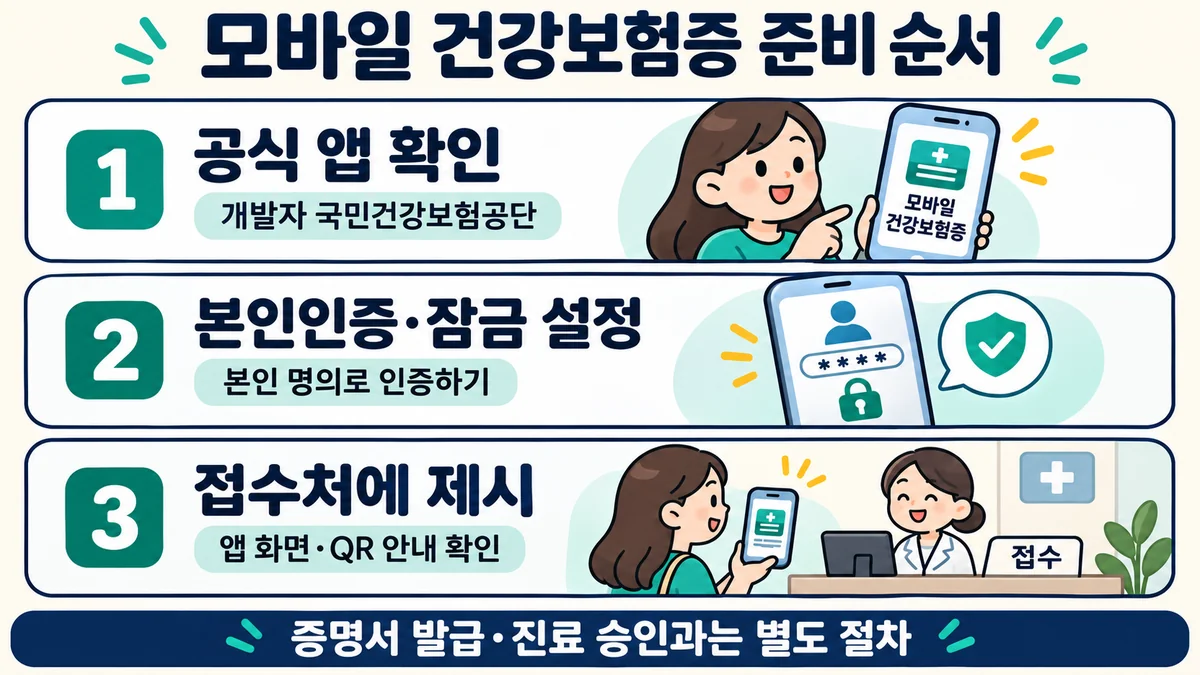 모바일 건강보험증 준비 순서
1
공식 앱 확인
개발자 국민건강보험공단
모바일
건강보험증
2
본인인증·잠금 설정
본인 명의로 인증하기
****
3
접수처에 제시
앱 화면·QR 안내 확인
접수
증명서 발급·진료 승인과는 별도 절차